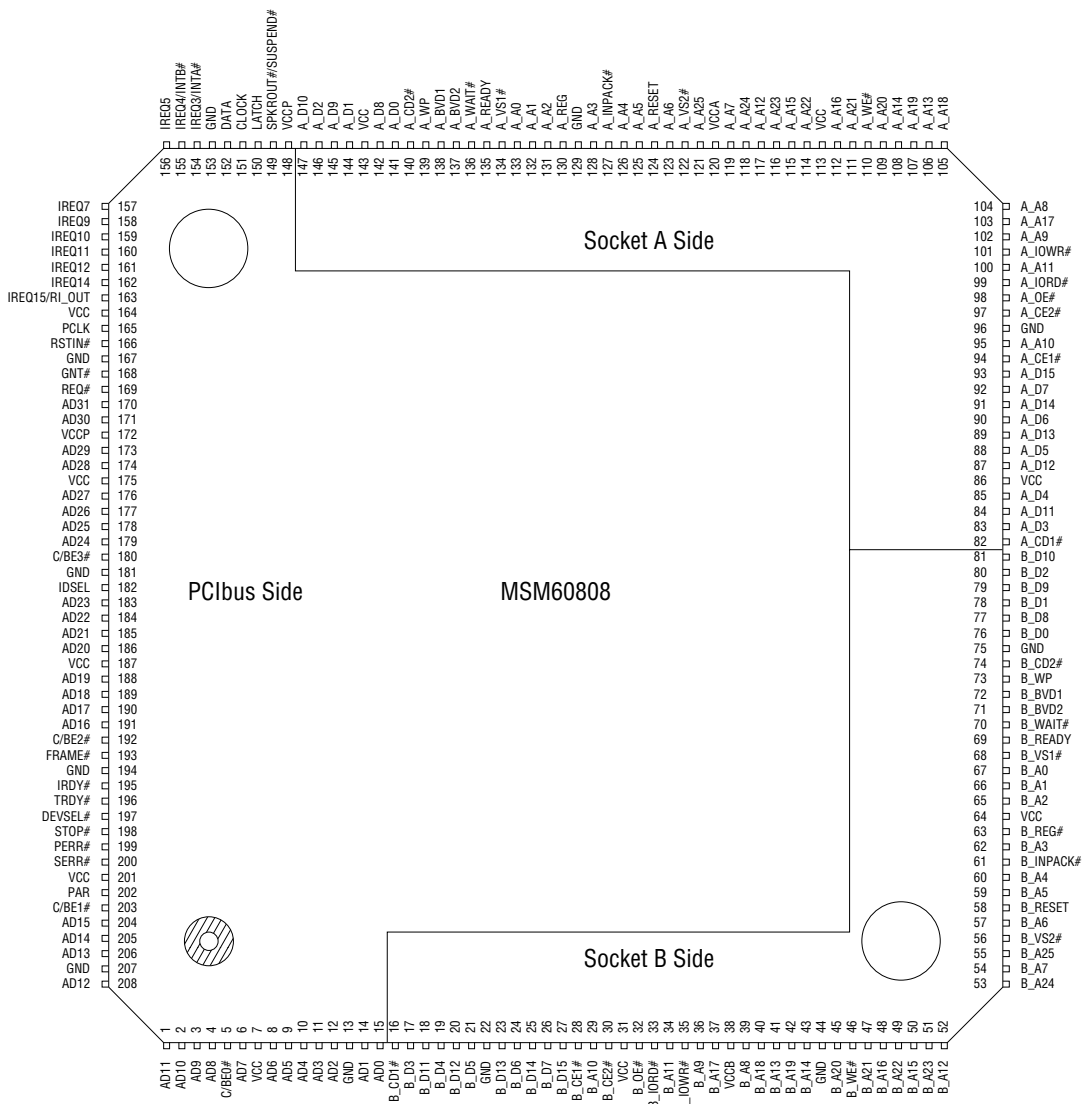 IREQ5
IREQ4/INTB#
IREQ3/INTA#
GND
DATA
CLOCK
LATCH
SPKROUT#/SUSPEND#
VCCP
A_D10
A_D2
A_D9
A_D1
VCC
A_D8
A_D0
A_CD2#
A_WP
A_BVD1
A_BVD2
A_WAIT#
A_READY
A_VS1#
A_A0
A_A1
A_A2
A_REG
GND
A_A3
A_INPACK#
A_A4
A_A5
A_RESET
A_A6
A_VS2#
A_A25
VCCA
A_A7
A_A24
A_A12
A_A23
A_A15
A_A22
VCC
A_A16
A_A21
A_WE#
A_A20
A_A14
A_A19
A_A13
A_A18
156 155 154 153 152 151 150 149 148 147 146 145 144 143 142 141 140 139 138 137 136 135 134 133 132 131 130 129 128 127 126 125 124 123 122 121 120 119 118 117 116 115 114 113 112 111 110 109 108 107 106 105
IREQ7 157
IREQ9 158
IREQ10 159
IREQ11 160
IREQ12 161
IREQ14 162
IREQ15/RI_OUT 163
VCC 164
PCLK 165
RSTIN# 166
GND 167
GNT# 168
REQ# 169
AD31 170
AD30 171
VCCP 172
AD29 173
AD28 174
VCC 175
AD27 176
AD26 177
AD25 178
AD24 179
C/BE3# 180
GND 181
IDSEL 182
AD23 183
AD22 184
AD21 185
AD20 186
VCC 187
AD19 188
AD18 189
AD17 190
AD16 191
C/BE2# 192
FRAME# 193
GND 194
IRDY# 195
TRDY# 196
DEVSEL# 197
STOP# 198
PERR# 199
SERR# 200
VCC 201
PAR 202
C/BE1# 203
AD15 204
AD14 205
AD13 206
GND 207
AD12 208
Socket A Side
PCIbus Side
MSM60808
Socket B Side
104 A_A8
103 A_A17
102 A_A9
101 A_IOWR#
100 A_A11
99 A_IORD#
98 A_OE#
97 A_CE2#
96 GND
95 A_A10
94 A_CE1#
93 A_D15
92 A_D7
91 A_D14
90 A_D6
89 A_D13
88 A_D5
87 A_D12
86 VCC
85 A_D4
84 A_D11
83 A_D3
82 A_CD1#
81 B_D10
80 B_D2
79 B_D9
78 B_D1
77 B_D8
76 B_D0
75 GND
74 B_CD2#
73 B_WP
72 B_BVD1
71 B_BVD2
70 B_WAIT#
69 B_READY
68 B_VS1#
67 B_A0
66 B_A1
65 B_A2
64 VCC
63 B_REG#
62 B_A3
61 B_INPACK#
60 B_A4
59 B_A5
58 B_RESET
57 B_A6
56 B_VS2#
55 B_A25
54 B_A7
53 B_A24
1 2 3 4 5 6 7 8 9 10 11 12 13 14 15 16 17 18 19 20 21 22 23 24 25 26 27 28 29 30 31 32 33 34 35 36 37 38 39 40 41 42 43 44 45 46 47 48 49 50 51 52
AD11
AD10
AD9
AD8
C/BE0#
AD7
VCC
AD6
AD5
AD4
AD3
AD2
GND
AD1
AD0
B_CD1#
B_D3
B_D11
B_D4
B_D12
B_D5
GND
B_D13
B_D6
B_D14
B_D7
B_D15
B_CE1#
B_A10
B_CE2#
VCC
B_OE#
B_IORD#
B_A11
_IOWR#
B_A9
B_A17
VCCB
B_A8
B_A18
B_A13
B_A19
B_A14
GND
B_A20
B_WE#
B_A21
B_A16
B_A22
B_A15
B_A23
B_A12